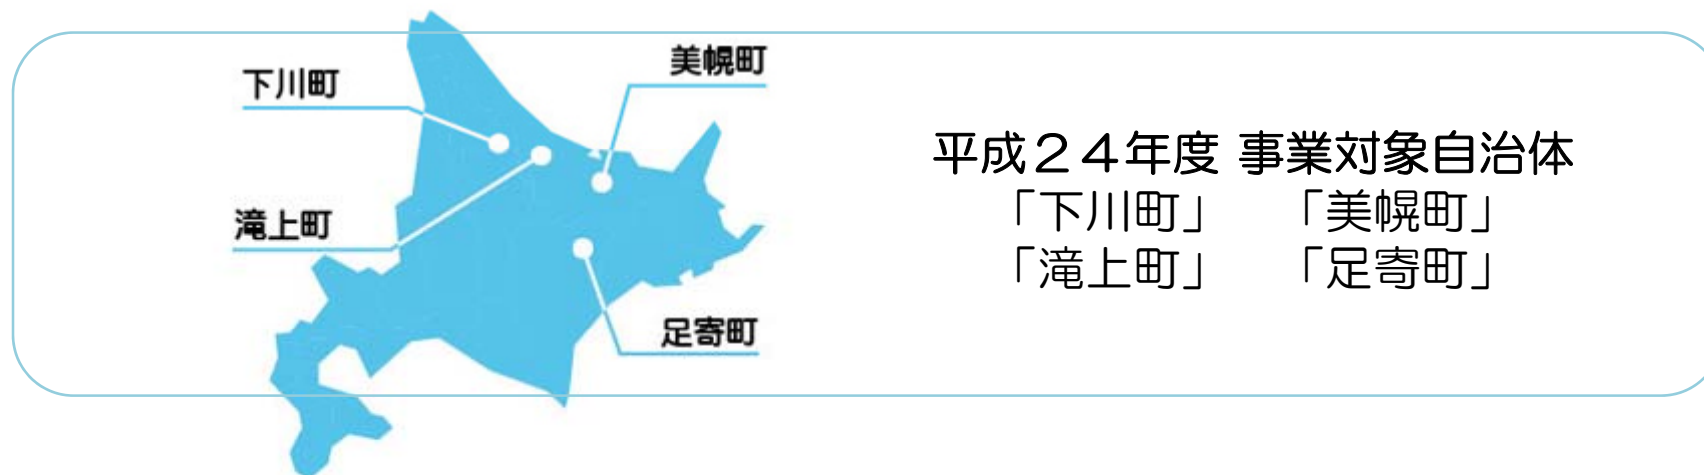 下川町
美幌町
滝上町
足寄町
平成２４年度 事業対象自治体
「下川町」　「美幌町」
「滝上町」　「足寄町」